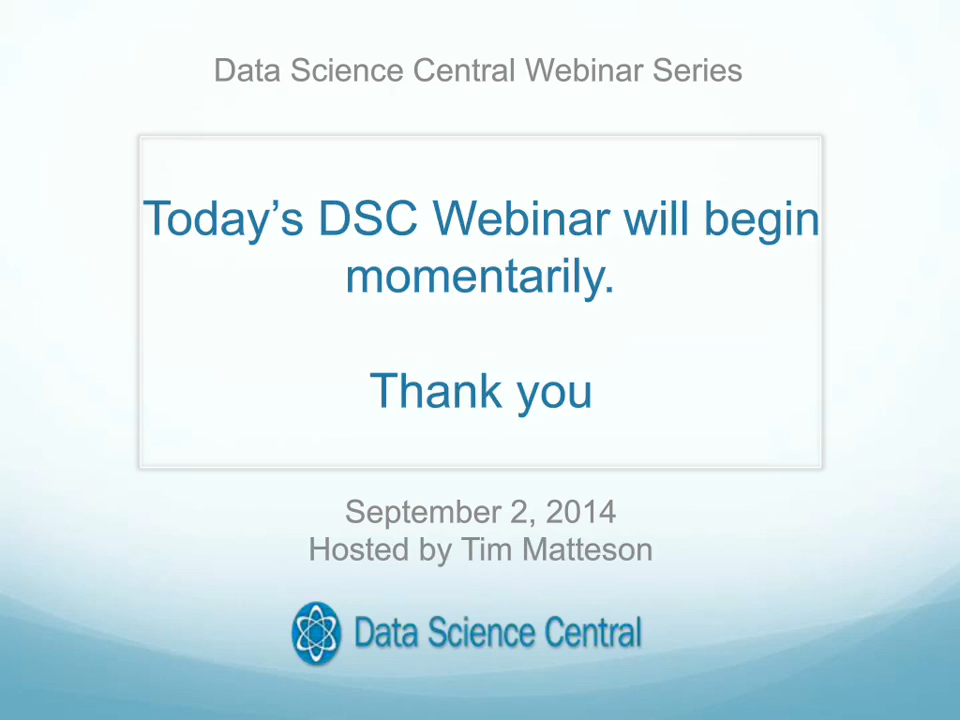 Data Science Central Webinar Series
Today’s DSC Webinar will begin
momentarily.
Thank you
September 2, 2014
Hosted by Tim Matteson
Data Science Central